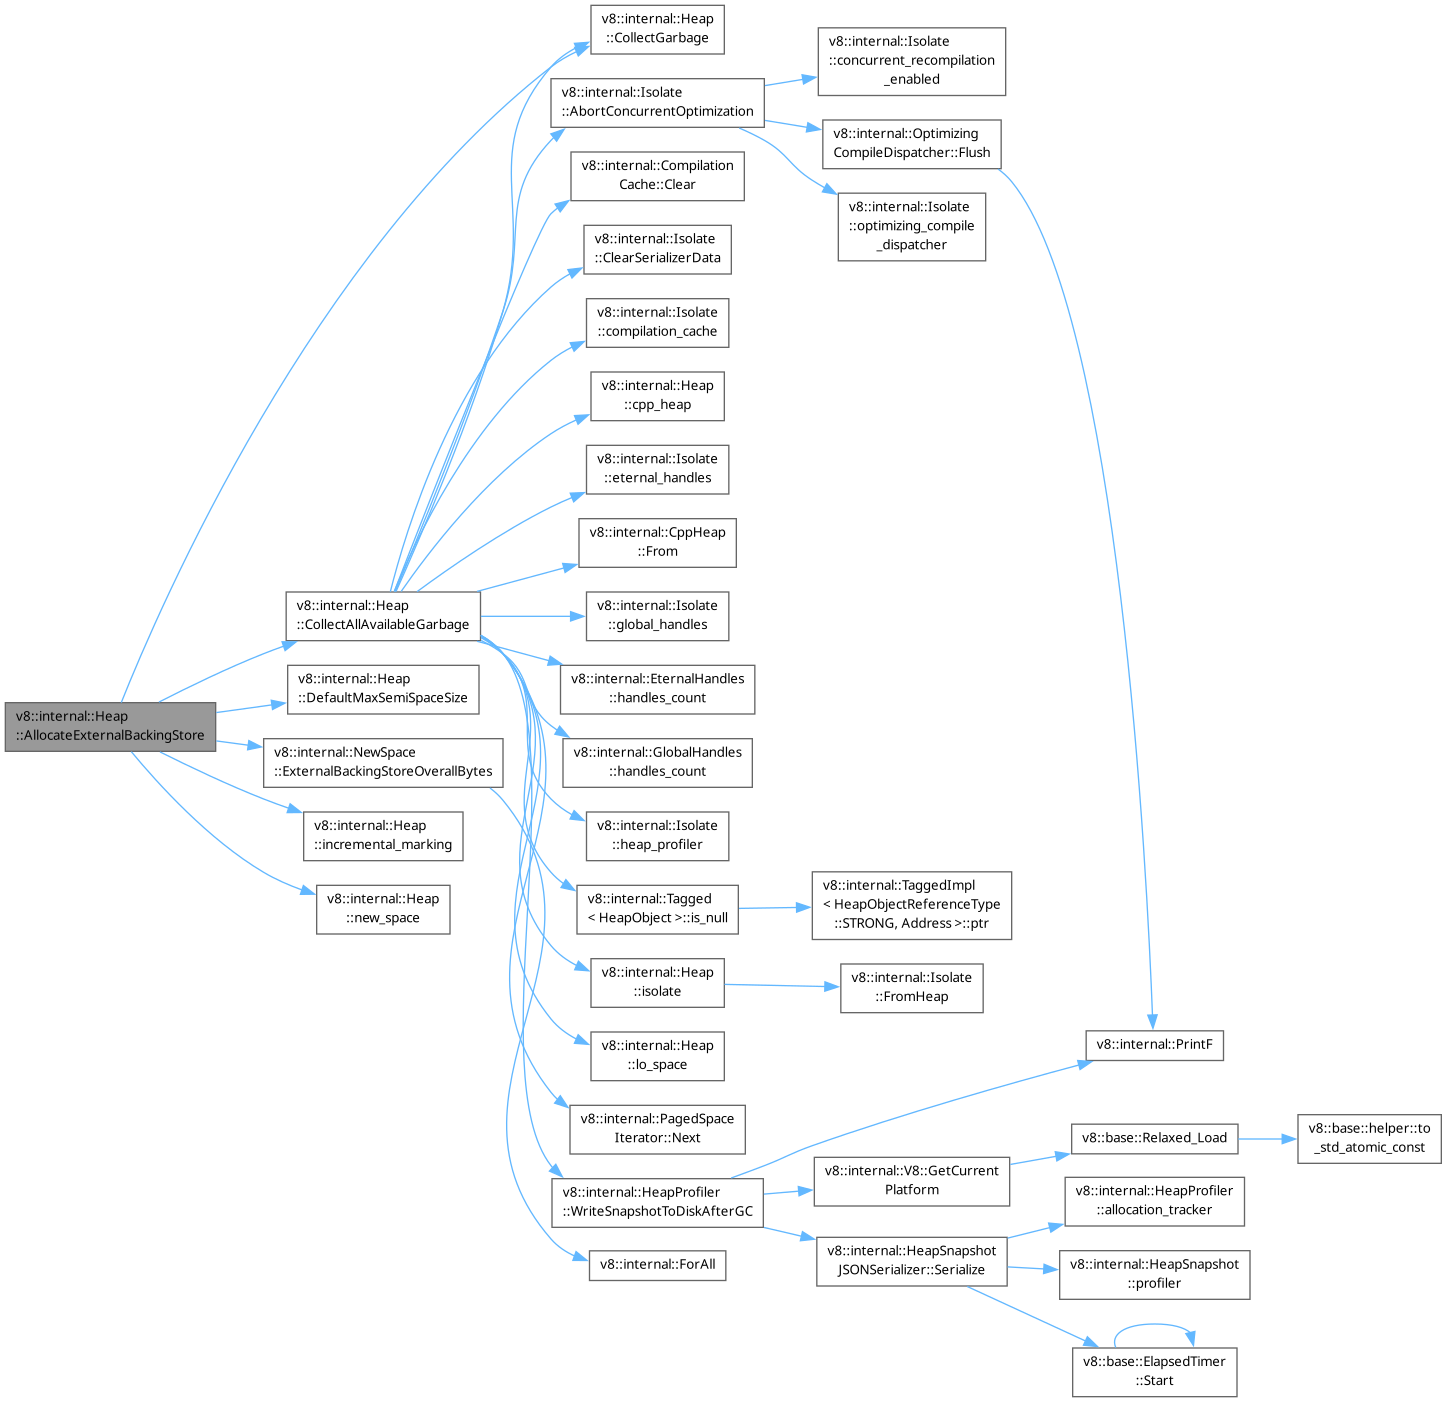 v8::internal::Heap
::AllocateExternalBackingStore
v8::internal::Heap
::CollectGarbage
v8::internal::Heap
::CollectAllAvailableGarbage
v8::internal::Heap
::DefaultMaxSemiSpaceSize
v8::internal::NewSpace
::ExternalBackingStoreOverallBytes
v8::internal::Heap
::incremental_marking
v8::internal::Heap
::new_space
v8::internal::Isolate
::AbortConcurrentOptimization
v8::internal::Compilation
Cache::Clear
v8::internal::Isolate
::ClearSerializerData
v8::internal::Isolate
::compilation_cache
v8::internal::Heap
::cpp_heap
v8::internal::Isolate
::eternal_handles
v8::internal::CppHeap
::From
v8::internal::Isolate
::global_handles
v8::internal::EternalHandles
::handles_count
v8::internal::GlobalHandles
::handles_count
v8::internal::Isolate
::heap_profiler
v8::internal::Tagged
< HeapObject >::is_null
v8::internal::Heap
::isolate
v8::internal::Heap
::lo_space
v8::internal::PagedSpace
Iterator::Next
v8::internal::HeapProfiler
::WriteSnapshotToDiskAfterGC
v8::internal::ForAll
v8::internal::Isolate
::concurrent_recompilation
_enabled
v8::internal::Optimizing
CompileDispatcher::Flush
v8::internal::Isolate
::optimizing_compile
_dispatcher
v8::internal::TaggedImpl
< HeapObjectReferenceType
::STRONG, Address >::ptr
v8::internal::Isolate
::FromHeap
v8::internal::PrintF
v8::internal::V8::GetCurrent
Platform
v8::base::Relaxed_Load
v8::base::helper::to
_std_atomic_const
v8::internal::HeapSnapshot
JSONSerializer::Serialize
v8::internal::HeapProfiler
::allocation_tracker
v8::internal::HeapSnapshot
::profiler
v8::base::ElapsedTimer
::Start